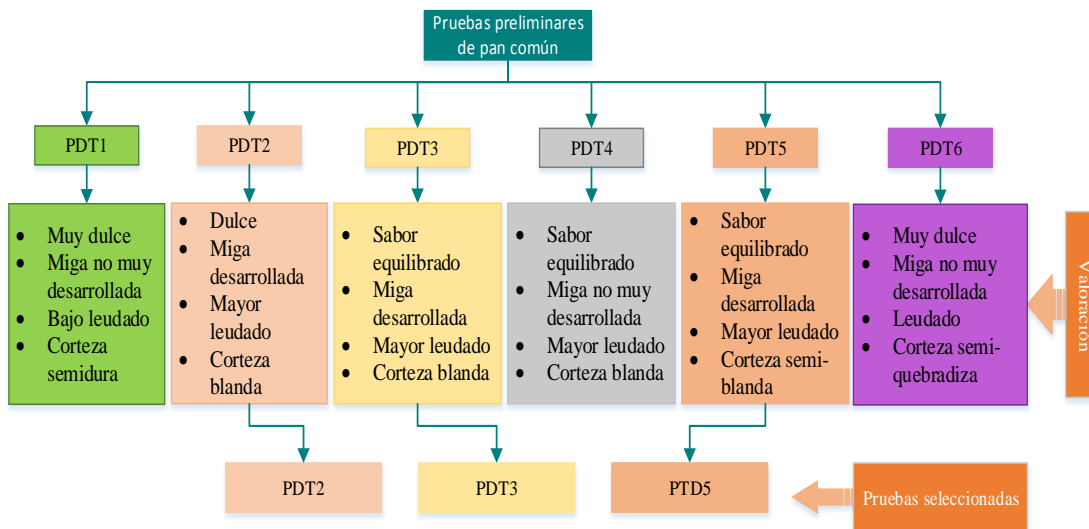 Pruebas preliminares
de pan común
PDT1
PDT2
PDT3
PDT4
PDT5
PDT6
• Muy dulce
• Miga no muy
desarrollada
• Bajo leudado
• Corteza
semidura
• Dulce
• Miga
desarrollada
• Mayor
leudado
• Corteza
blanda
• Sabor
equilibrado
• Miga
desarrollada
• Mayor leudado
• Corteza blanda
• Sabor
equilibrado
• Miga no muy
desarrollada
• Mayor leudado
• Corteza blanda
• Sabor
equilibrado
• Miga
desarrollada
• Mayor leudado
• Corteza semi-
blanda
• Muy dulce
• Miga no muy
desarrollada
• Leudado
• Corteza semi-
quebradiza
Valoración
PDT2
PDT3
PTD5
Pruebas seleccionadas